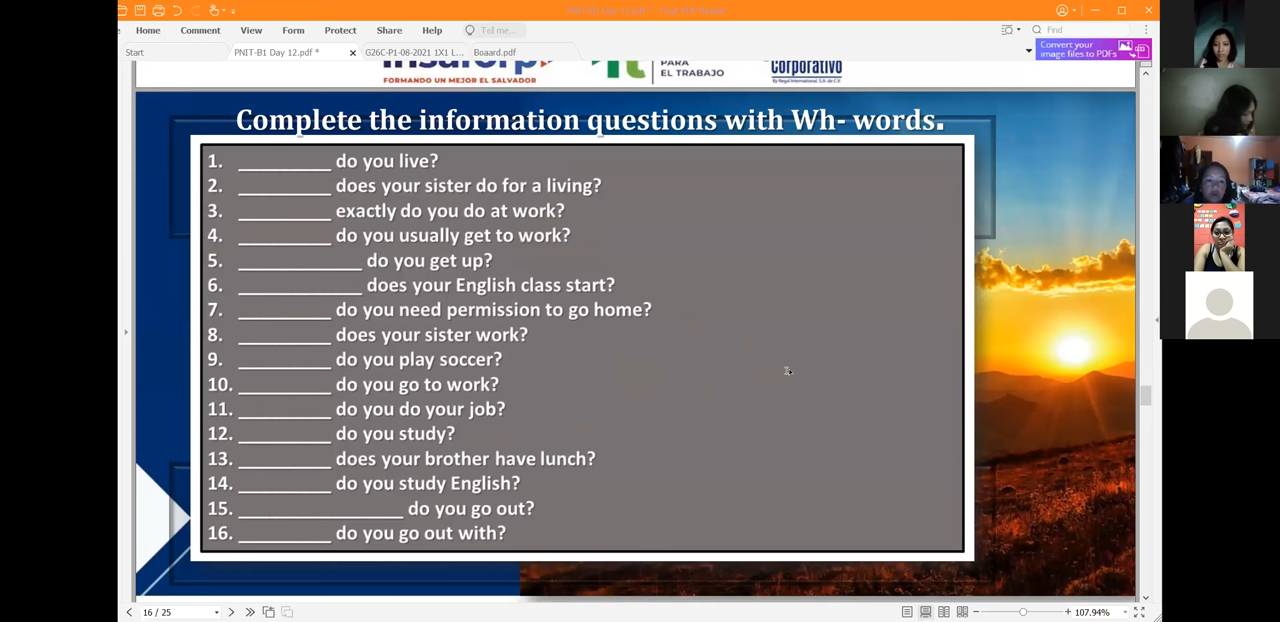 Home Comment View Form Protect Share Help Tell me... Find
Start PNIT-B1 Day 12.pdf * G26C-P1-08-2021 1X1 L... Boaard.pdf
Convert your
image files to PDFs
PARA
EL TRABAJO
FORMANDO UN MEJOR EL SALVADOR
Corporativo
Complete the information questions with Wh- words.
1. _________ do you live?
2. _________ does your sister do for a living?
3. _________ exactly do you do at work?
4. _________ do you usually get to work?
5. ____________ do you get up?
6. ____________ does your English class start?
7. _________ do you need permission to go home?
8. _________ does your sister work?
9. _________ do you play soccer?
10. _________ do you go to work?
11. _________ do you do your job?
12. _________ do you study?
13. _________ does your brother have lunch?
14. _________ do you study English?
15. ________________ do you go out?
16. _________ do you go out with?
16 / 25
107.94%